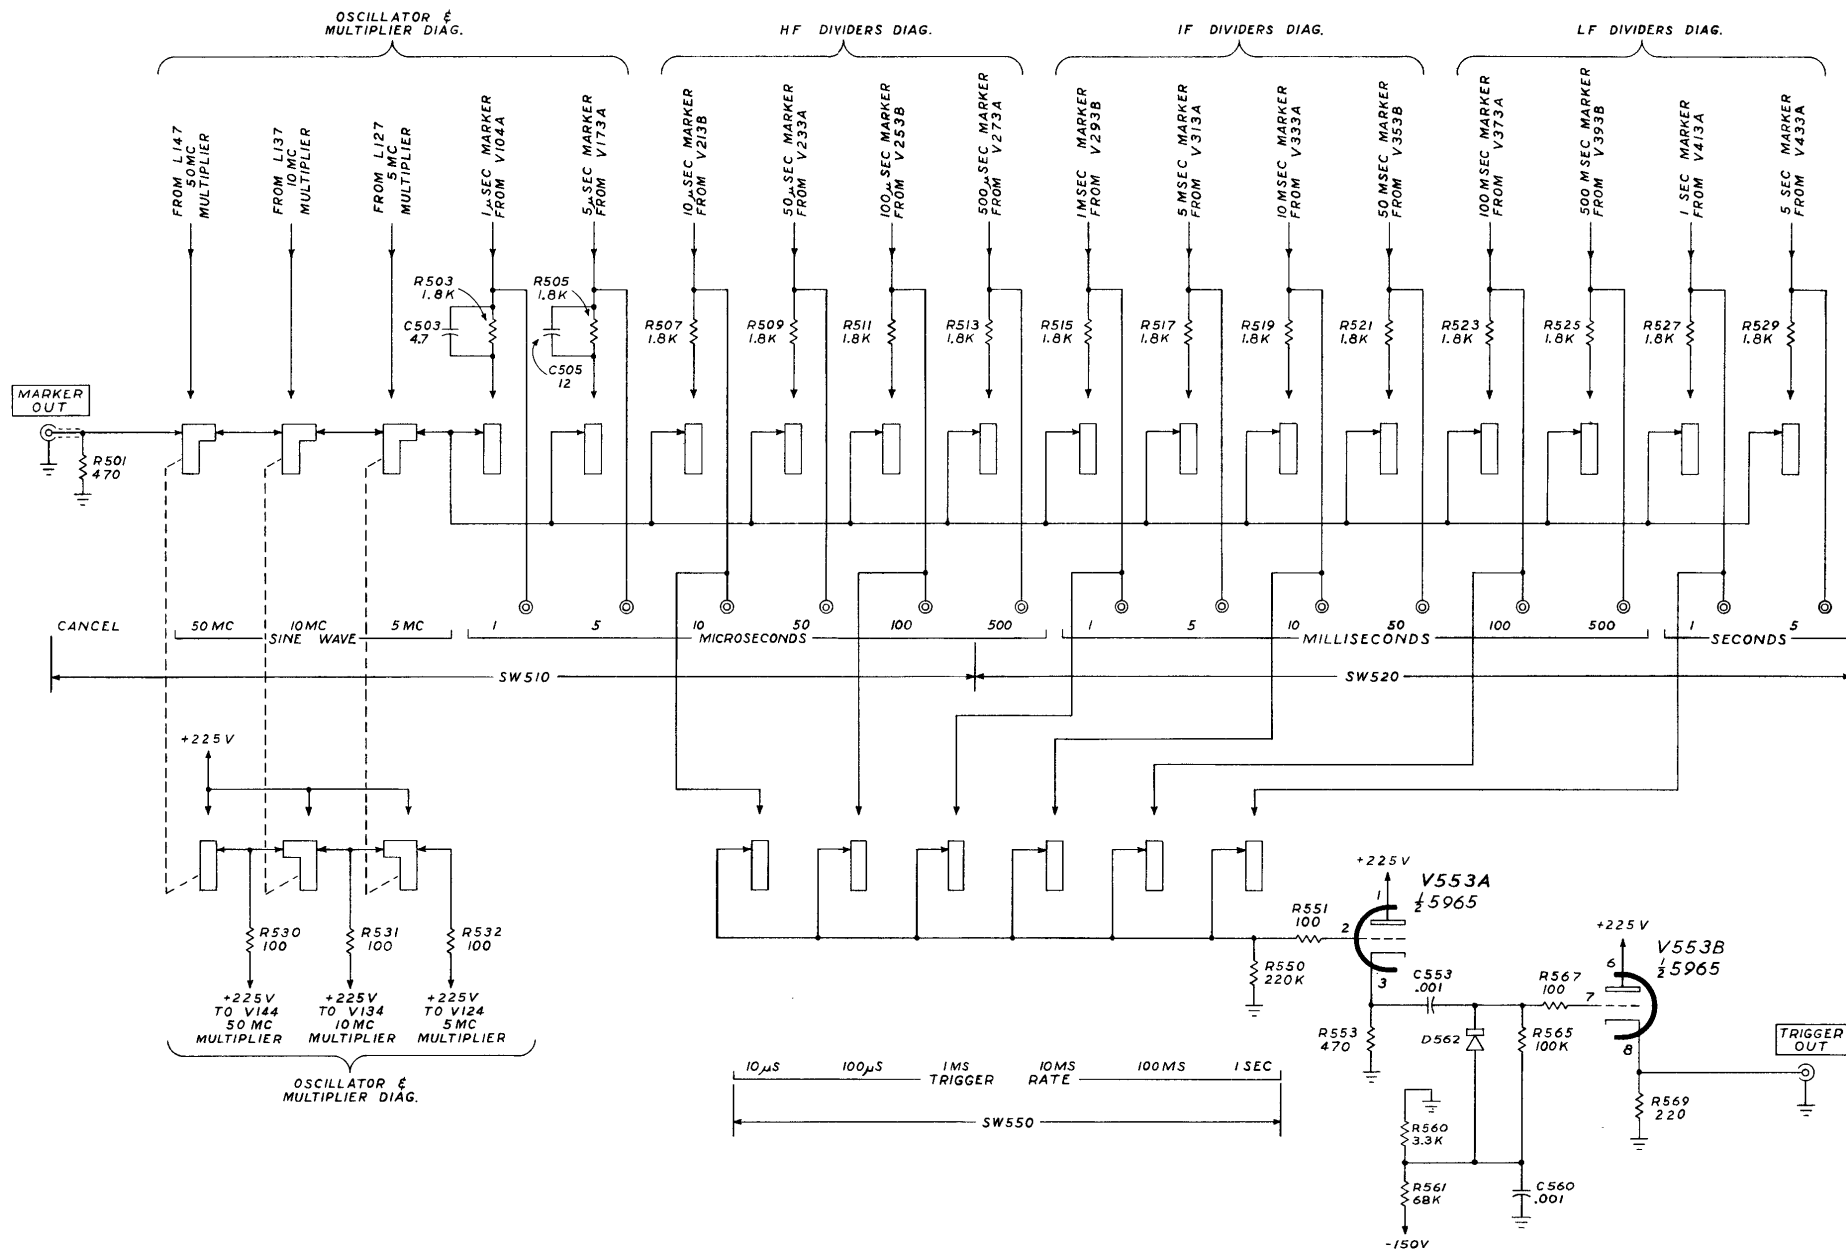 OSCILLATOR &
MULTIPLIER DIAG.
HF DIVIDERS DIAG.
IF DIVIDERS DIAG.
LF DIVIDERS DIAG.
FROM L147
50MC
MULTIPLIER
FROM L137
10MC
MULTIPLIER
FROM L127
5MC
MULTIPLIER
1µSEC MARKER
FROM V104A
5µSEC MARKER
FROM V173A
10µSEC MARKER
FROM V213B
50µSEC MARKER
FROM V233A
100µSEC MARKER
FROM V253B
500µSEC MARKER
FROM V273A
1MSEC MARKER
FROM V293B
5MSEC MARKER
FROM V313A
10MSEC MARKER
FROM V333A
50MSEC MARKER
FROM V353B
100MSEC MARKER
FROM V373A
500MSEC MARKER
FROM V393B
1 SEC MARKER
FROM V413A
5 SEC MARKER
FROM V433A
R503
1.8K
C503
4.7
R505
1.8K
C505
12
R507
1.8K
R509
1.8K
R511
1.8K
R513
1.8K
R515
1.8K
R517
1.8K
R519
1.8K
R521
1.8K
R523
1.8K
R525
1.8K
R527
1.8K
R529
1.8K
MARKER
OUT
R501
470
CANCEL
50MC 10MC 5MC
SINE WAVE
1 5 10 50 100 500
MICROSECONDS
1 5 10 50 100 500
MILLISECONDS
1 5
SECONDS
SW510
SW520
+225V
R530
100
R531
100
R532
100
+225V
TO V144
50MC
MULTIPLIER
+225V
TO V134
10MC
MULTIPLIER
+225V
TO V124
5MC
MULTIPLIER
OSCILLATOR &
MULTIPLIER DIAG.
R551
100
R550
220K
+225V
1
2
3
V553A
½5965
C553
.001
R553
470
D562
R567
100
R565
100K
+225V
6
7
8
V553B
½5965
TRIGGER
OUT
R569
220
R560
3.3K
R561
68K
C560
.001
-150V
10µS 100µS 1MS 10MS 100MS 1SEC
TRIGGER RATE
SW550